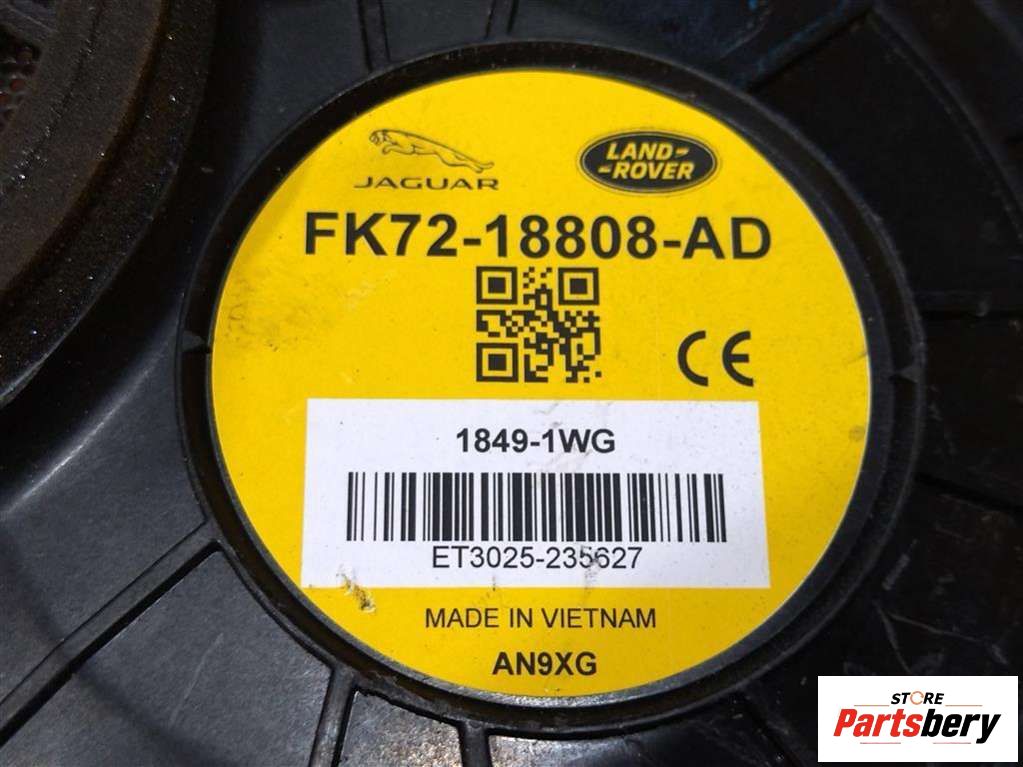 JAGUAR
LAND-
-ROVER
FK72-18808-AD
CE
1849-1WG
ET3025-235627
MADE IN VIETNAM
AN9XG
STORE
Partsbery